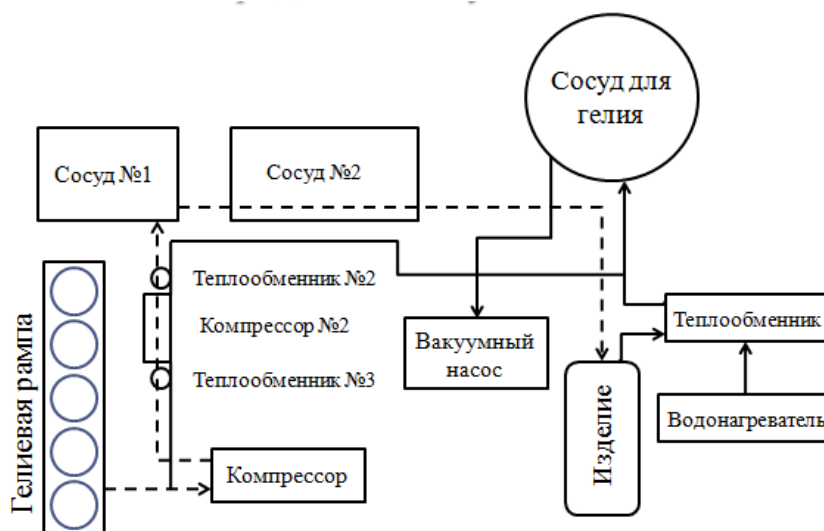 Сосуд для
гелия
Сосуд №1
Сосуд №2
Теплообменник №2
Компрессор №2
Теплообменник №3
Теплообменник
Вакуумный
насос
Водонагреватель
Изделие
Гелиевая рампа
Компрессор